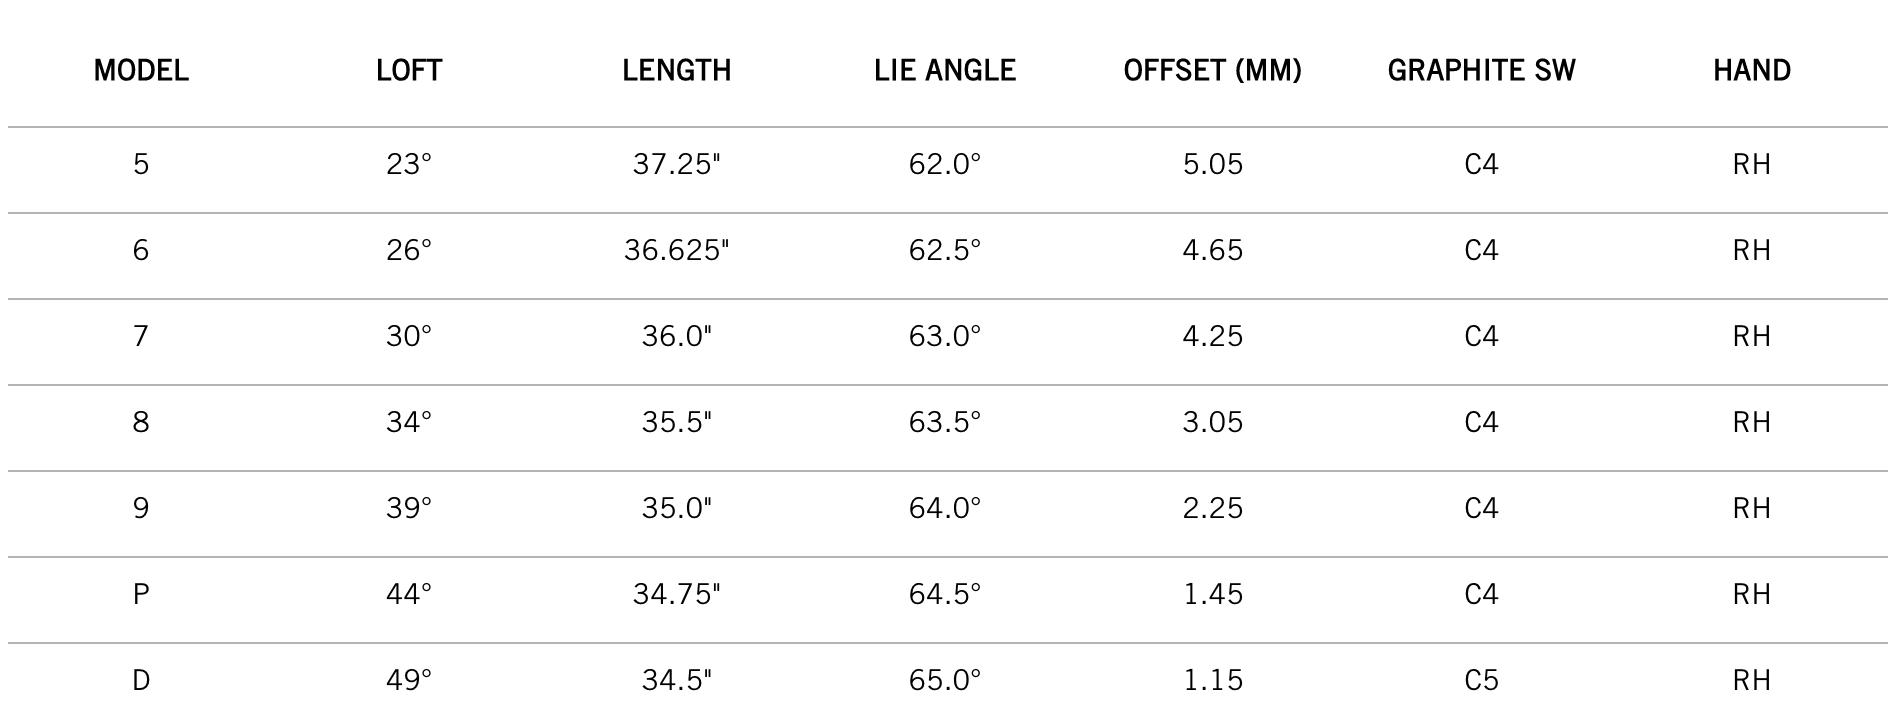 MODEL LOFT LENGTH LIE ANGLE OFFSET (MM) GRAPHITE SW HAND
5 23° 37.25" 62.0° 5.05 C4 RH
6 26° 36.625" 62.5° 4.65 C4 RH
7 30° 36.0" 63.0° 4.25 C4 RH
8 34° 35.5" 63.5° 3.05 C4 RH
9 39° 35.0" 64.0° 2.25 C4 RH
P 44° 34.75" 64.5° 1.45 C4 RH
D 49° 34.5" 65.0° 1.15 C5 RH